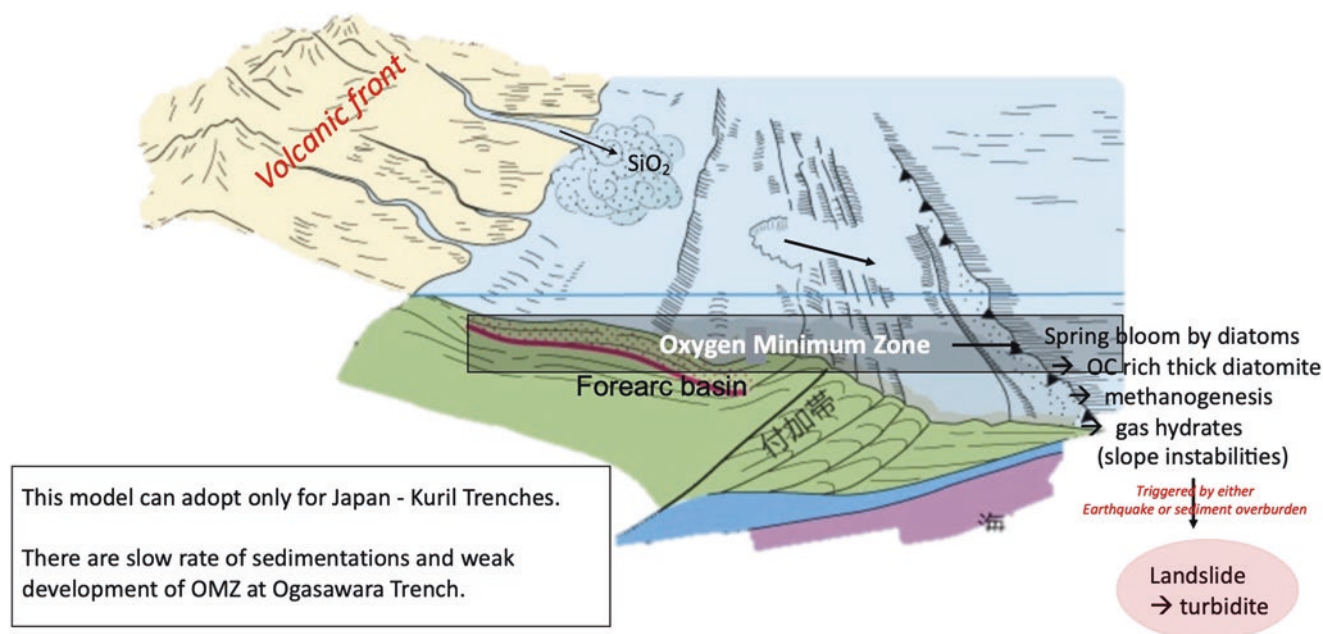 Volcanic front
SiO₂
Oxygen Minimum Zone
Forearc basin
付加帯
海
Spring bloom by diatoms
→ OC rich thick diatomite
→ methanogenesis
→ gas hydrates
(slope instabilities)
Triggered by either
Earthquake or sediment overburden
Landslide
→ turbidite
This model can adopt only for Japan - Kuril Trenches.
There are slow rate of sedimentations and weak
development of OMZ at Ogasawara Trench.